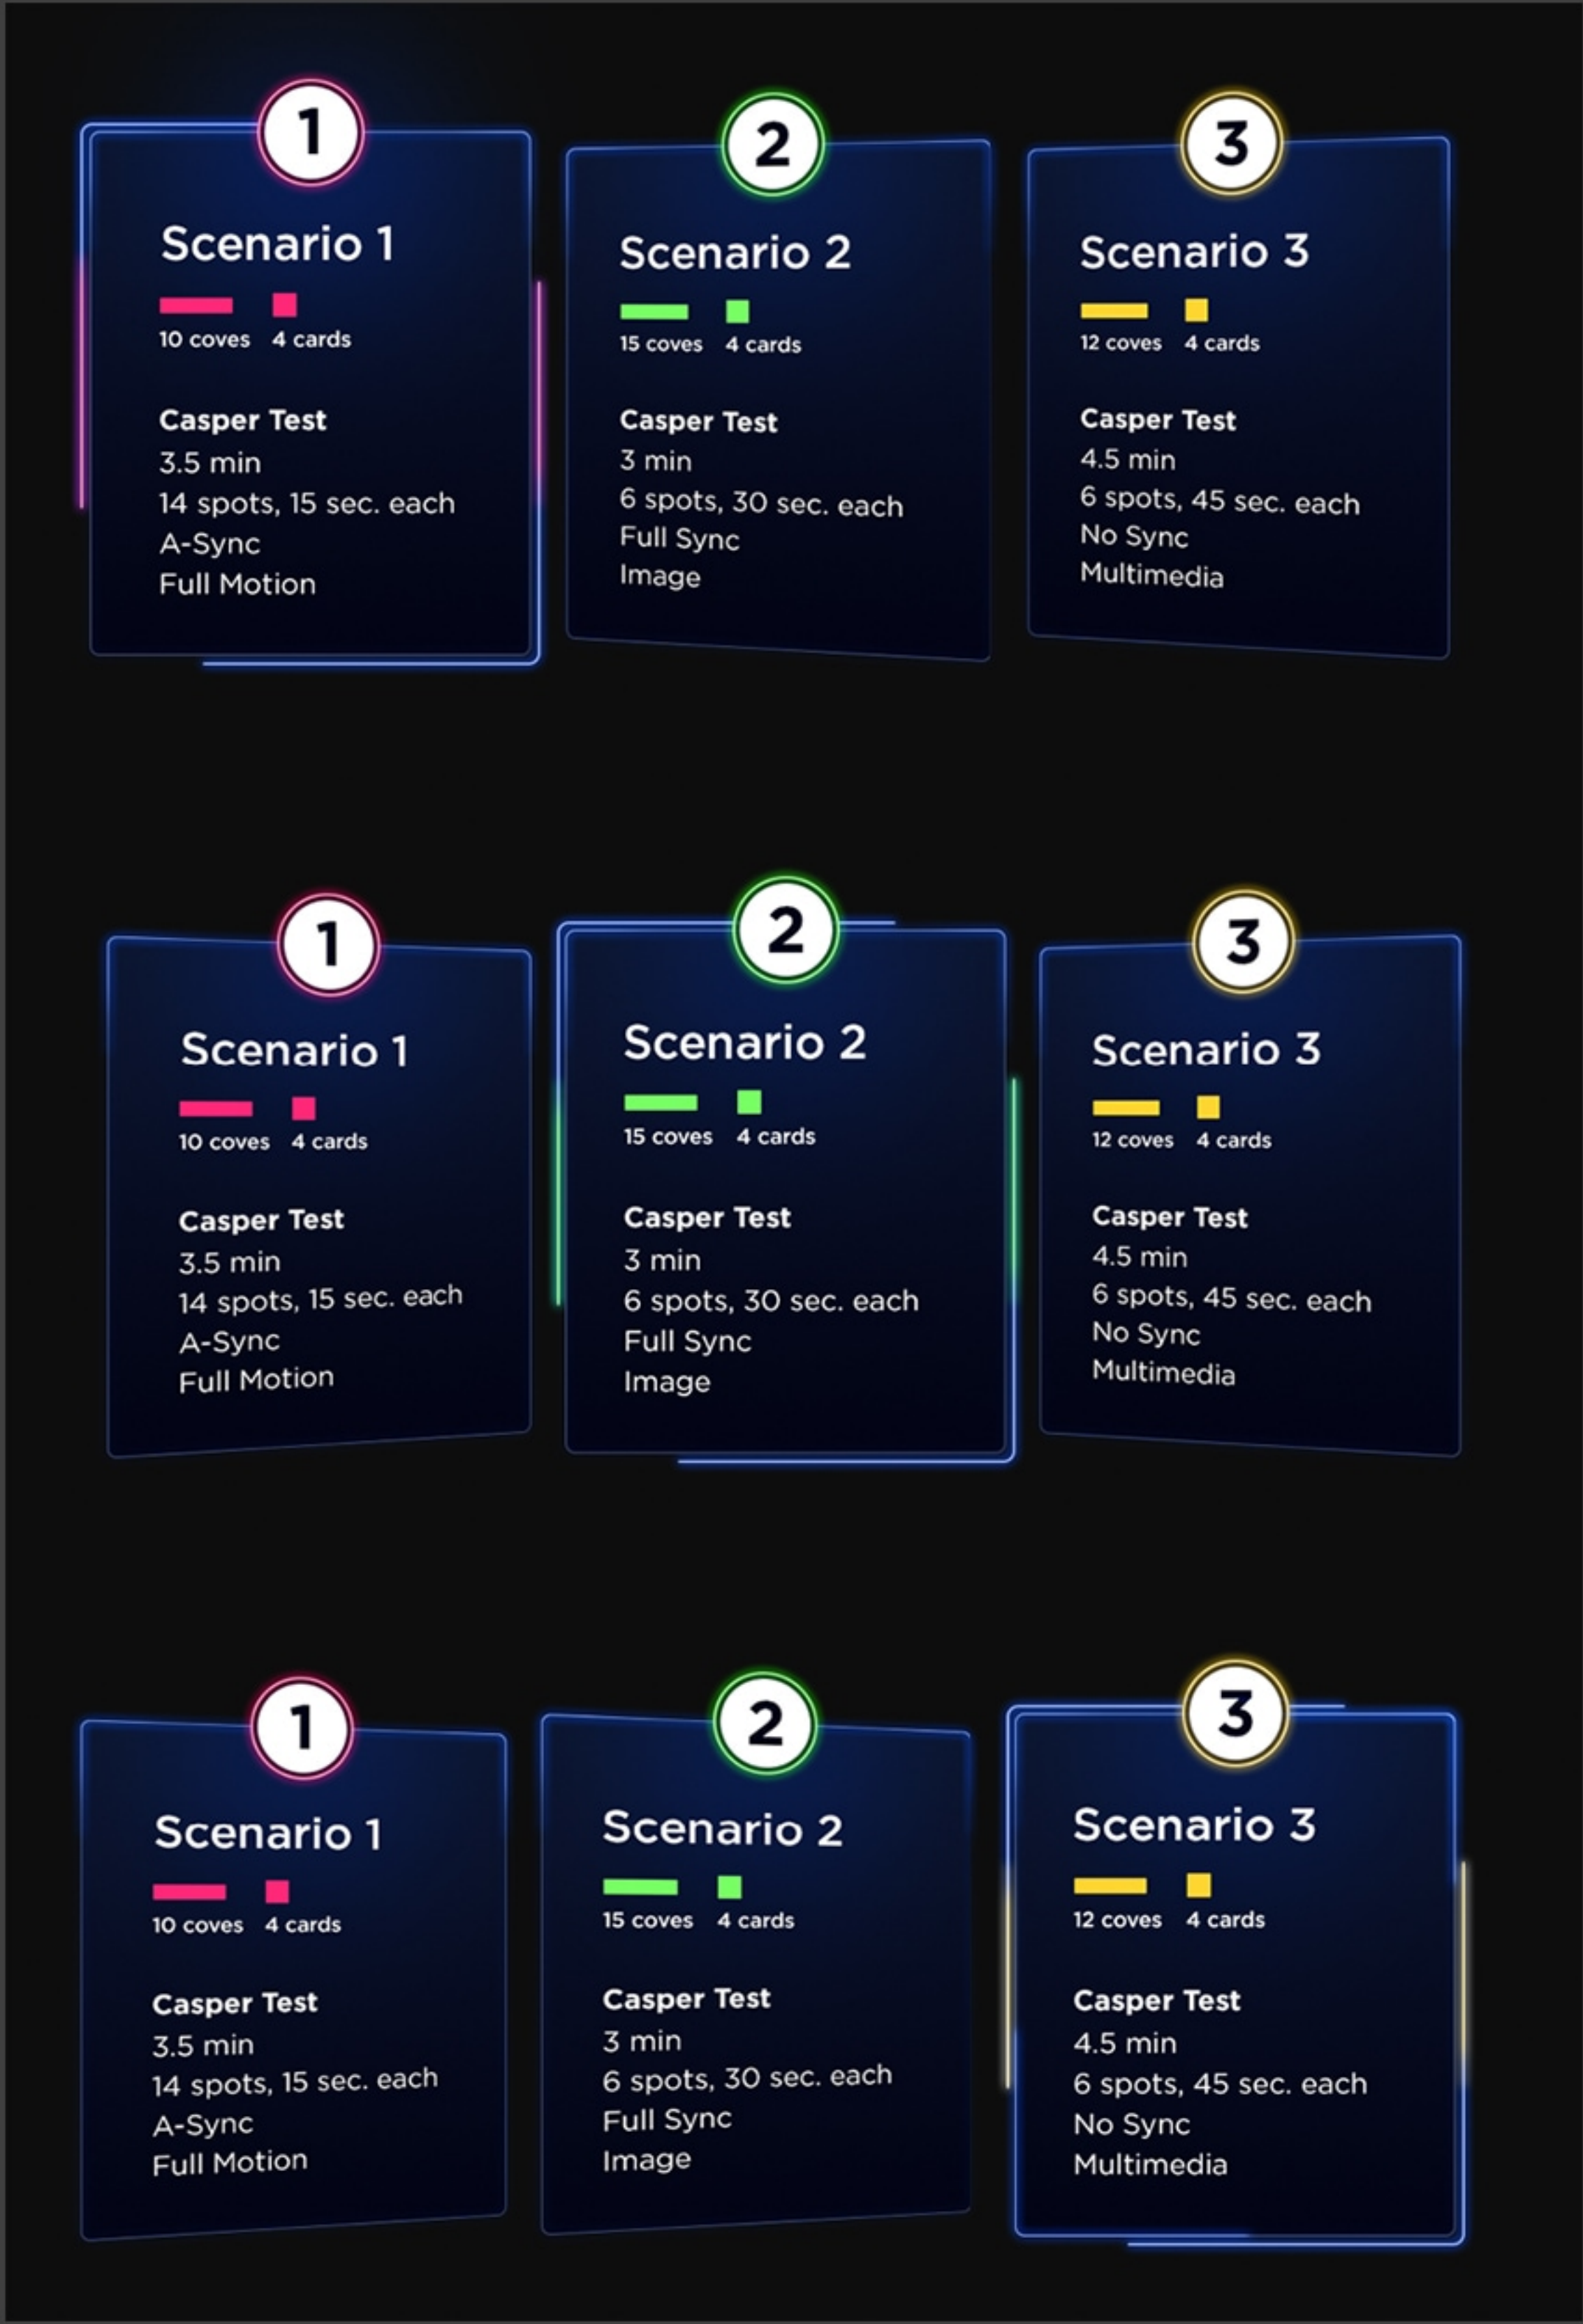 1
Scenario 1
10 coves 4 cards
Casper Test
3.5 min
14 spots, 15 sec. each
A-Sync
Full Motion
2
Scenario 2
15 coves 4 cards
Casper Test
3 min
6 spots, 30 sec. each
Full Sync
Image
3
Scenario 3
12 coves 4 cards
Casper Test
4.5 min
6 spots, 45 sec. each
No Sync
Multimedia
1
Scenario 1
10 coves 4 cards
Casper Test
3.5 min
14 spots, 15 sec. each
A-Sync
Full Motion
2
Scenario 2
15 coves 4 cards
Casper Test
3 min
6 spots, 30 sec. each
Full Sync
Image
3
Scenario 3
12 coves 4 cards
Casper Test
4.5 min
6 spots, 45 sec. each
No Sync
Multimedia
1
Scenario 1
10 coves 4 cards
Casper Test
3.5 min
14 spots, 15 sec. each
A-Sync
Full Motion
2
Scenario 2
15 coves 4 cards
Casper Test
3 min
6 spots, 30 sec. each
Full Sync
Image
3
Scenario 3
12 coves 4 cards
Casper Test
4.5 min
6 spots, 45 sec. each
No Sync
Multimedia